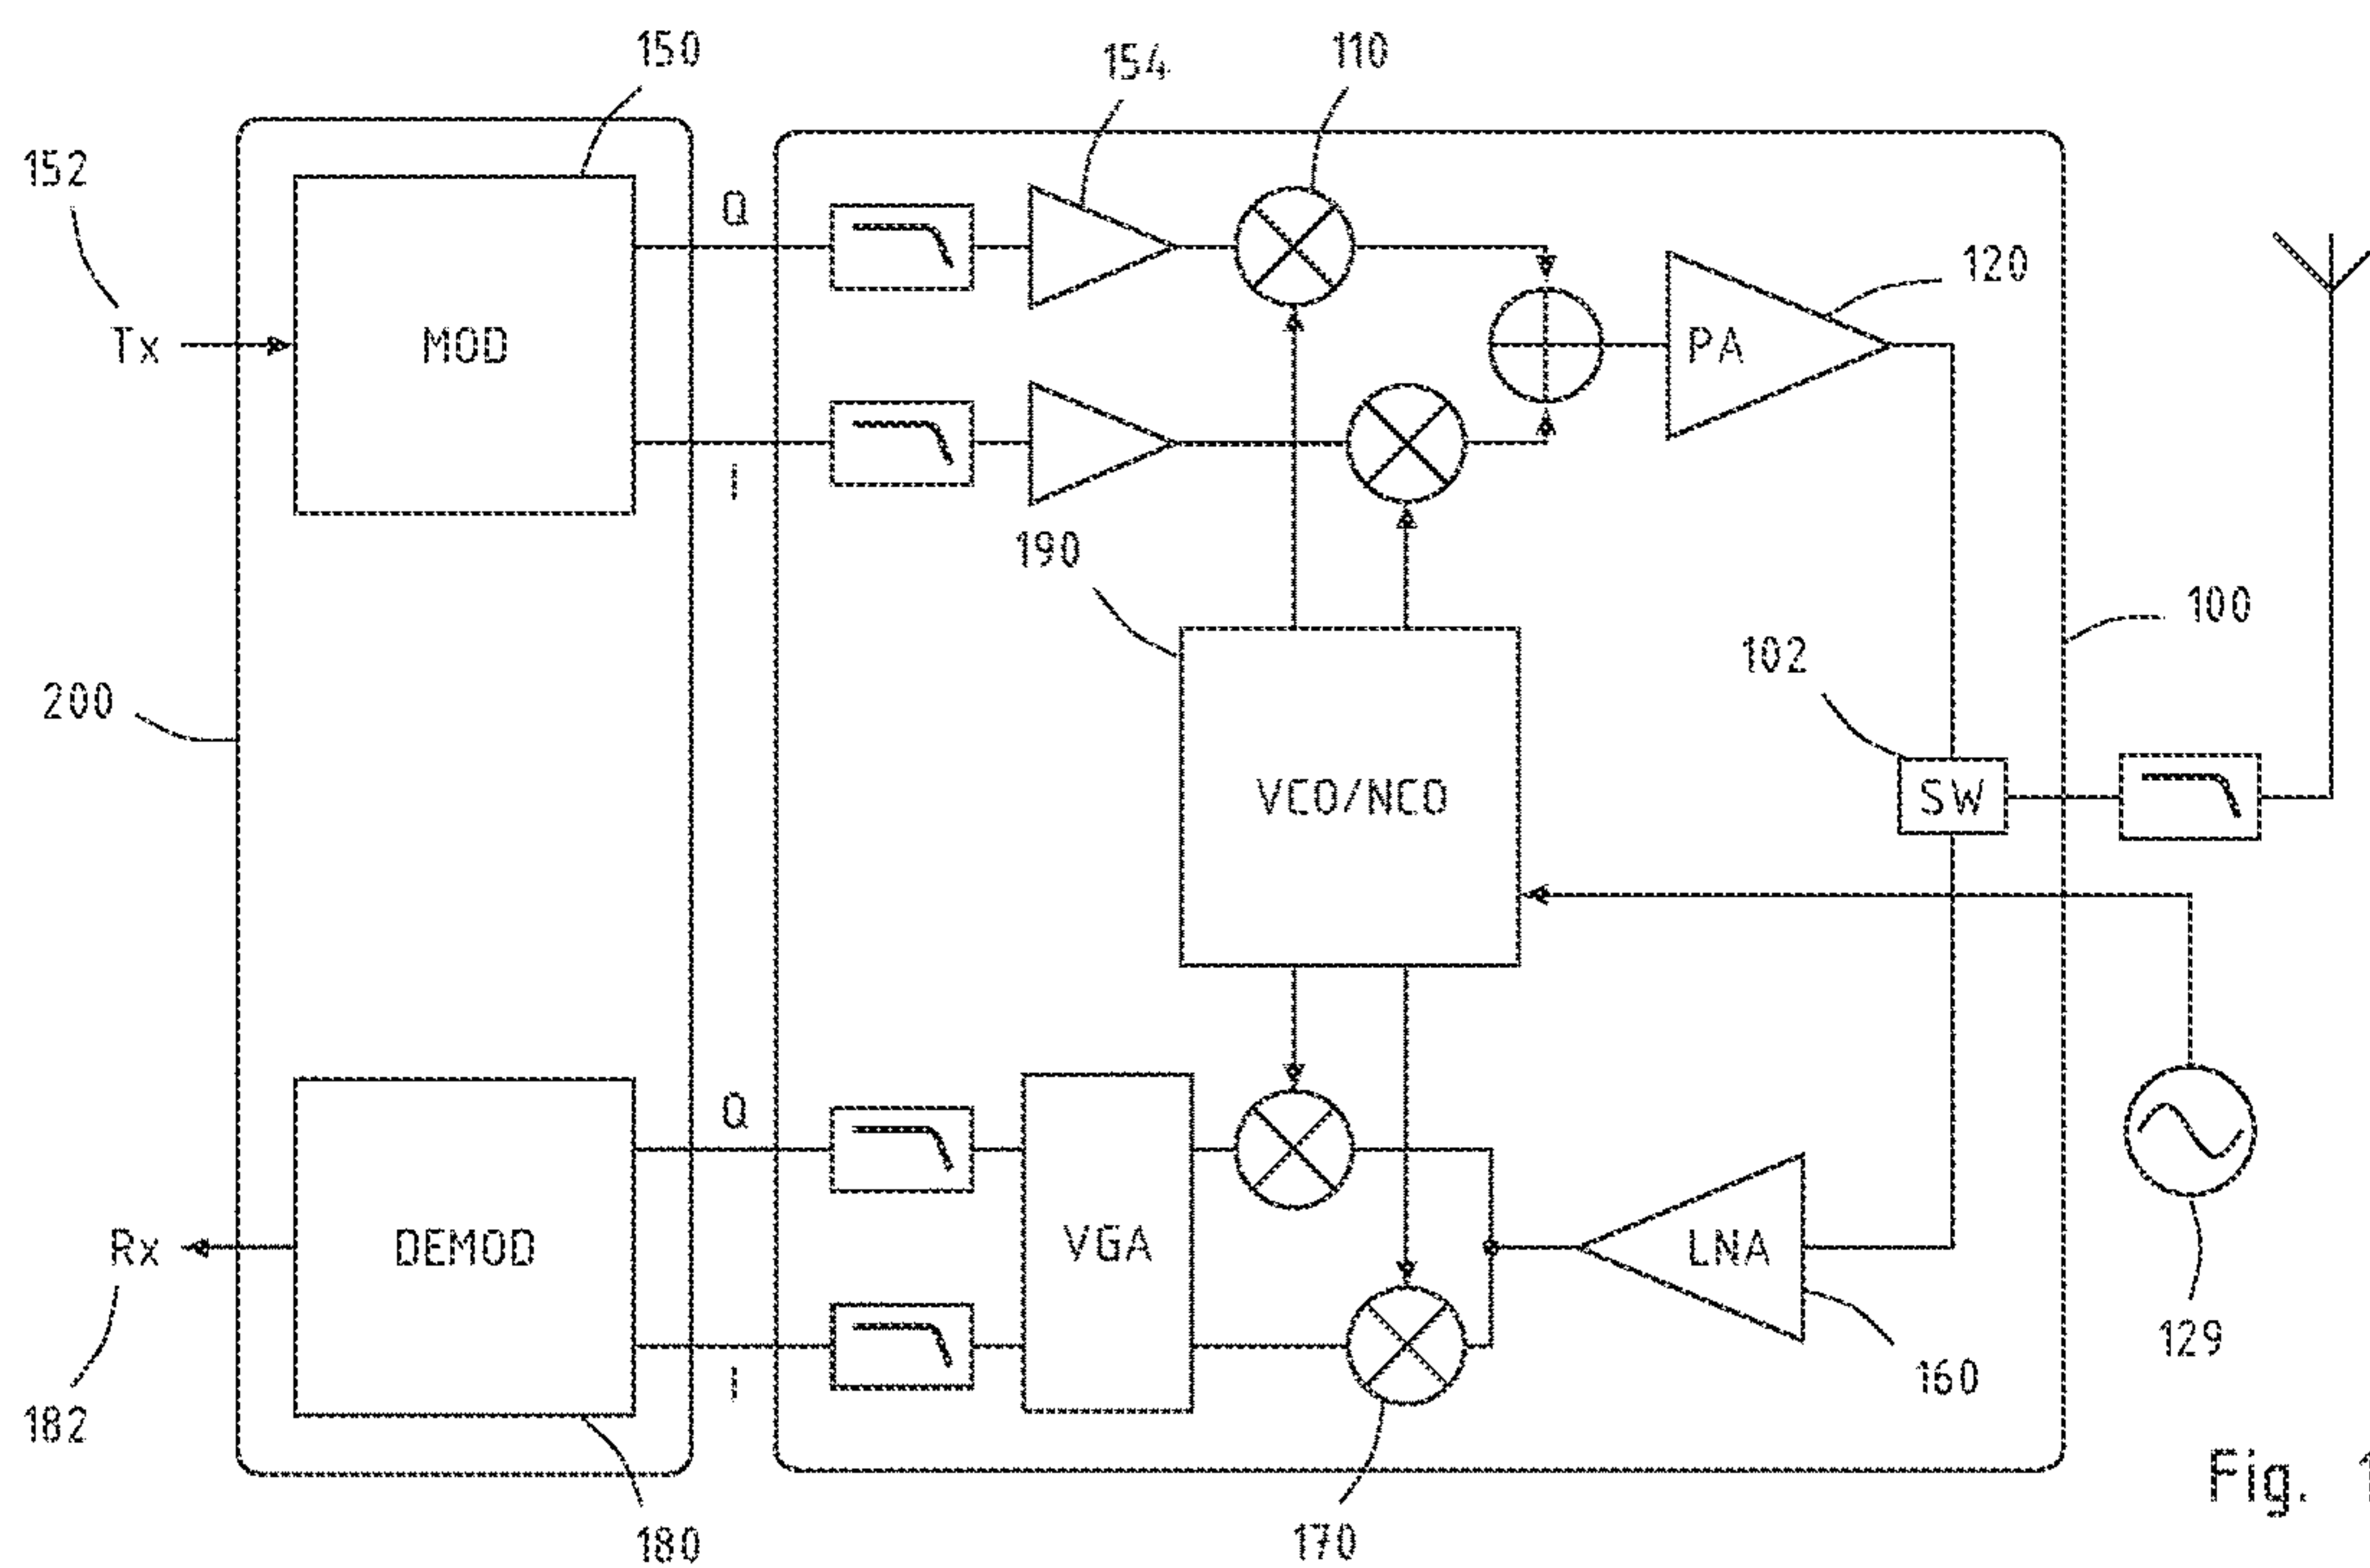 150
154
110
152
Q
120
Tx
MOD
PA
I
190
100
102
200
VCO/NCO
SW
Q
Rx
DEMOD
VGA
LNA
129
I
160
182
Fig. 1
180
170